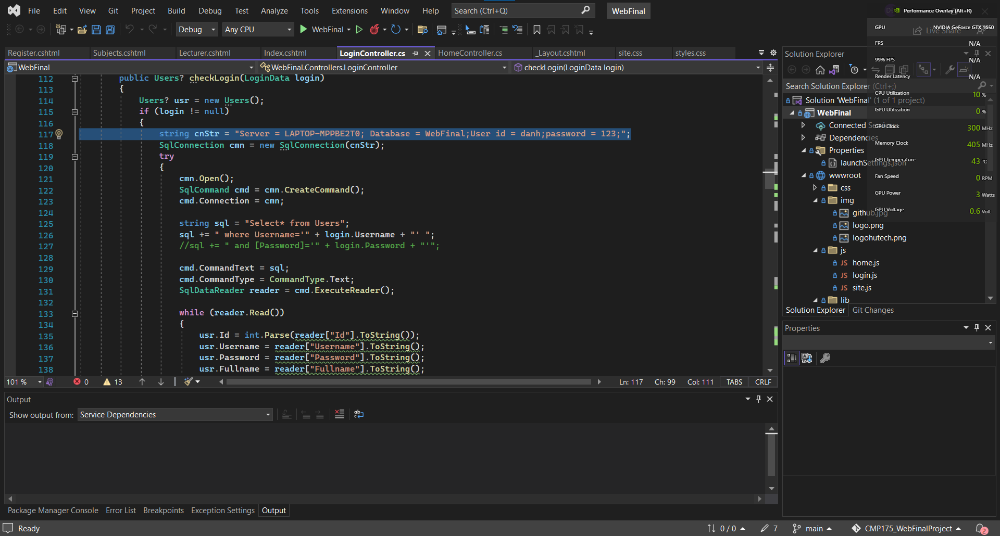 File Edit View Git Project Build Debug Test Analyze Tools Extensions Window Help Search (Ctrl+Q) WebFinal
Performance Overlay (Alt+R)
Debug Any CPU WebFinal Live Share
GPU NVIDIA GeForce GTX 1650
FPS N/A
99% FPS N/A
Render Latency N/A
CPU Utilization 10 %
GPU Utilization 0 %
GPU Clock 300 MHz
Memory Clock 405 MHz
GPU Temperature 43 °C
Fan Speed 0 RPM
GPU Power 3 Watts
GPU Voltage 0.6 Volt
Register.cshtml Subjects.cshtml Lecturer.cshtml Index.cshtml LoginController.cs HomeController.cs _Layout.cshtml site.css styles.css
WebFinal WebFinal.Controllers.LoginController checkLogin(LoginData login)
112 public Users? checkLogin(LoginData login)
113 {
114 Users? usr = new Users();
115 if (login != null)
116 {
117 string cnStr = "Server = LAPTOP-MPPBE2T0; Database = WebFinal;User id = danh;password = 123;";
118 SqlConnection cmn = new SqlConnection(cnStr);
119 try
120 {
121 cmn.Open();
122 SqlCommand cmd = cmn.CreateCommand();
123 cmd.Connection = cmn;
124
125 string sql = "Select* from Users";
126 sql += " where Username='" + login.Username + "' ";
127 //sql += " and [Password]='" + login.Password + "'";
128
129 cmd.CommandText = sql;
130 cmd.CommandType = CommandType.Text;
131 SqlDataReader reader = cmd.ExecuteReader();
132
133 while (reader.Read())
134 {
135 usr.Id = int.Parse(reader["Id"].ToString());
136 usr.Username = reader["Username"].ToString();
137 usr.Password = reader["Password"].ToString();
138 usr.Fullname = reader["Fullname"].ToString();
101 % 0 13 Ln: 117 Ch: 99 Col: 111 TABS CRLF
Output
Show output from: Service Dependencies
Package Manager Console Error List Breakpoints Exception Settings Output
Solution Explorer
Search Solution Explorer (Ctrl+;)
Solution 'WebFinal' (1 of 1 project)
WebFinal
Connected
Dependencies
Properties
launchSettings.json
wwwroot
css
img
github.jpg
logo.png
logohutech.png
js
JS home.js
JS login.js
JS site.js
lib
Solution Explorer Git Changes
Properties
Ready 0 / 0 7 main CMP175_WebFinalProject 2